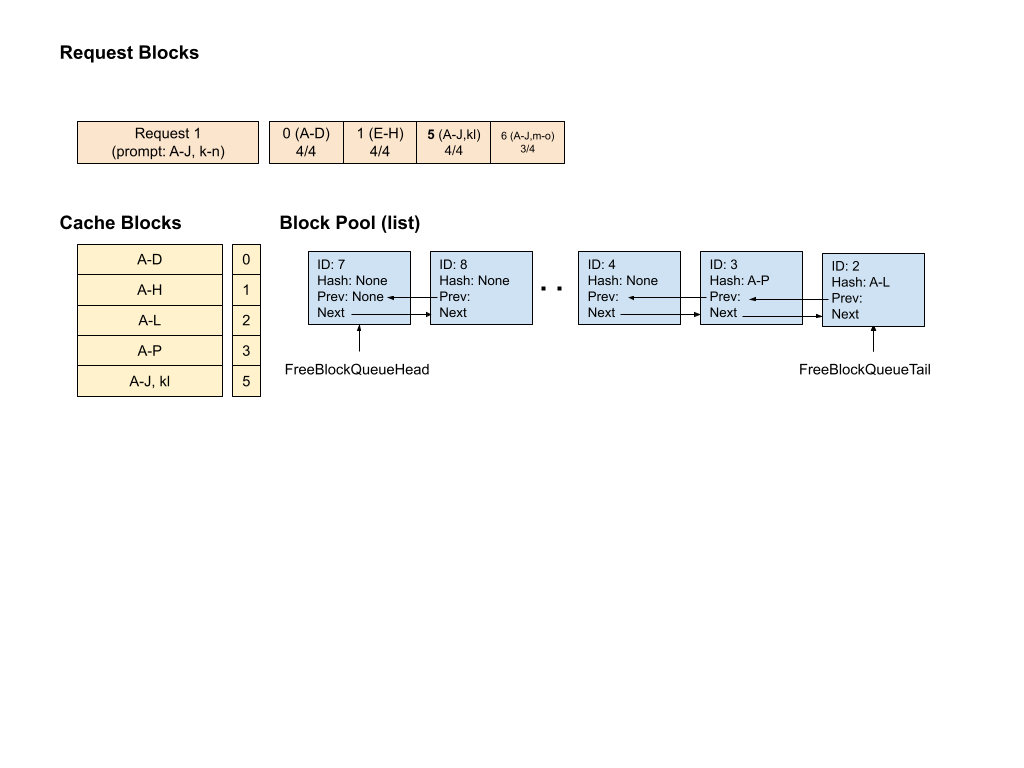 Request Blocks
Request 1
(prompt: A-J, k-n)
0 (A-D)
4/4
1 (E-H)
4/4
5 (A-J,kl)
4/4
6 (A-J,m-o)
3/4
Cache Blocks
Block Pool (list)
A-D
0
A-H
1
A-L
2
A-P
3
A-J, kl
5
ID: 7
Hash: None
Prev: None
Next
ID: 8
Hash: None
Prev:
Next
. .
ID: 4
Hash: None
Prev:
Next
ID: 3
Hash: A-P
Prev:
Next
ID: 2
Hash: A-L
Prev:
Next
FreeBlockQueueHead
FreeBlockQueueTail